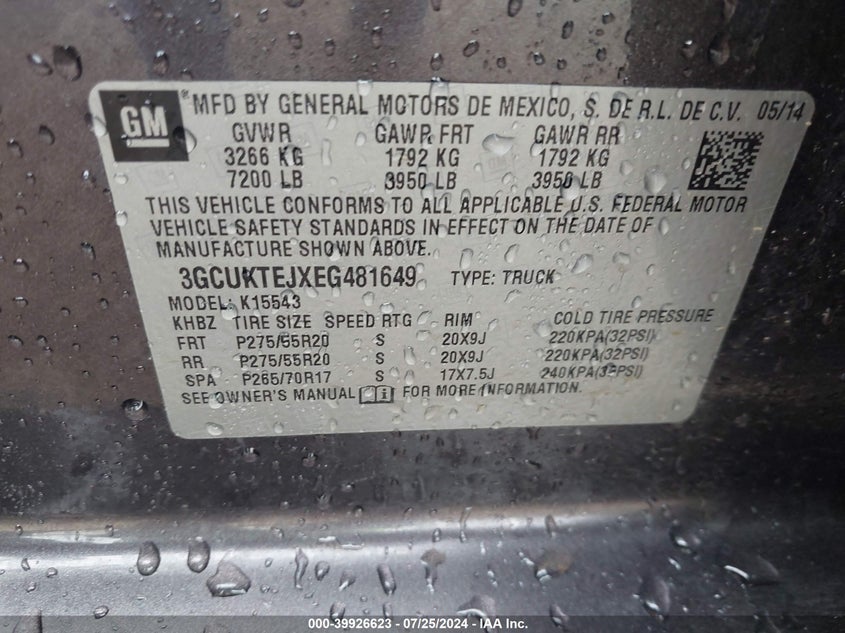 GM ® MFD BY GENERAL MOTORS DE MEXICO, S. DE R.L. DE C.V. 05/14
GVWR GAWR FRT GAWR RR
3266 KG 1792 KG 1792 KG
7200 LB 3950 LB 3950 LB
THIS VEHICLE CONFORMS TO ALL APPLICABLE U.S. FEDERAL MOTOR
VEHICLE SAFETY STANDARDS IN EFFECT ON THE DATE OF
MANUFACTURE SHOWN ABOVE.
3GCUKTEJXEG481649 TYPE: TRUCK
MODEL: K15543
KHBZ TIRE SIZE SPEED RTG RIM COLD TIRE PRESSURE
FRT P275/55R20 S 20X9J 220KPA(32PSI)
RR P275/55R20 S 20X9J 220KPA(32PSI)
SPA P265/70R17 S 17X7.5J 240KPA(35PSI)
SEE OWNER'S MANUAL FOR MORE INFORMATION.
000-39926623 - 07/25/2024 - IAA Inc.